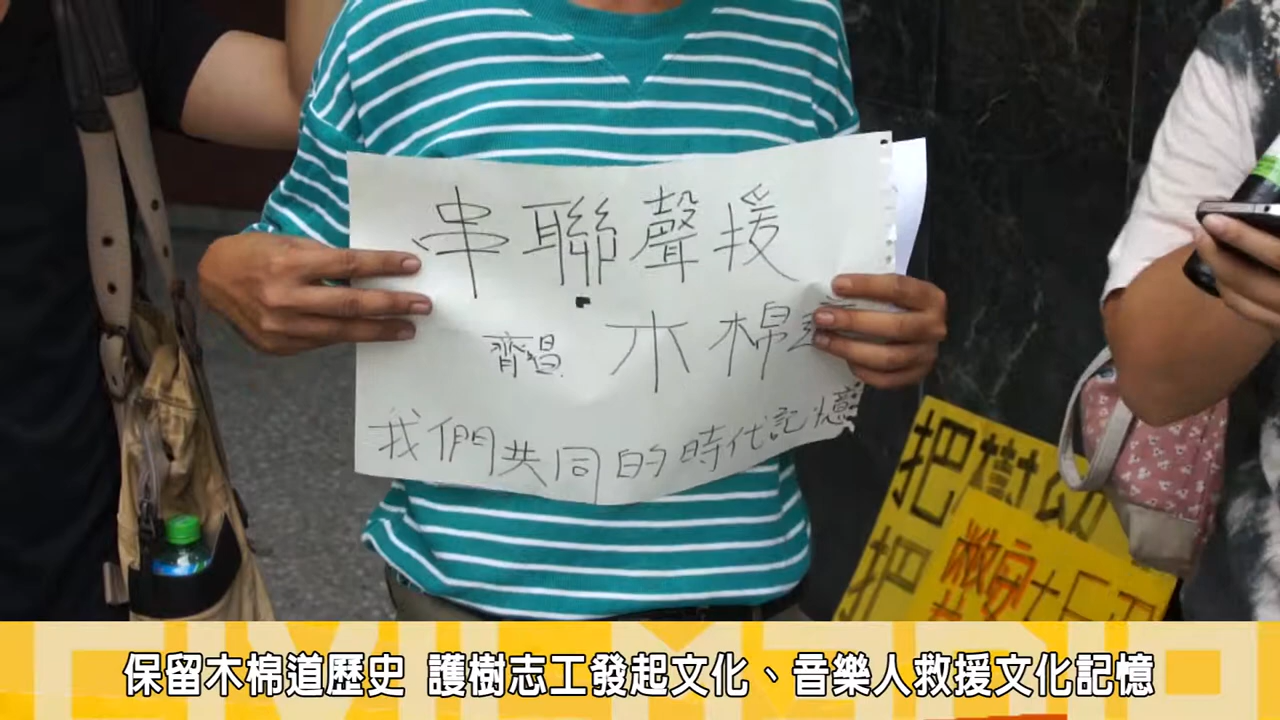 串聯聲援
齊唱 木棉
我們共同的時代記憶
把樹
把
保留木棉道歷史 護樹志工發起文化、音樂人救援文化記憶